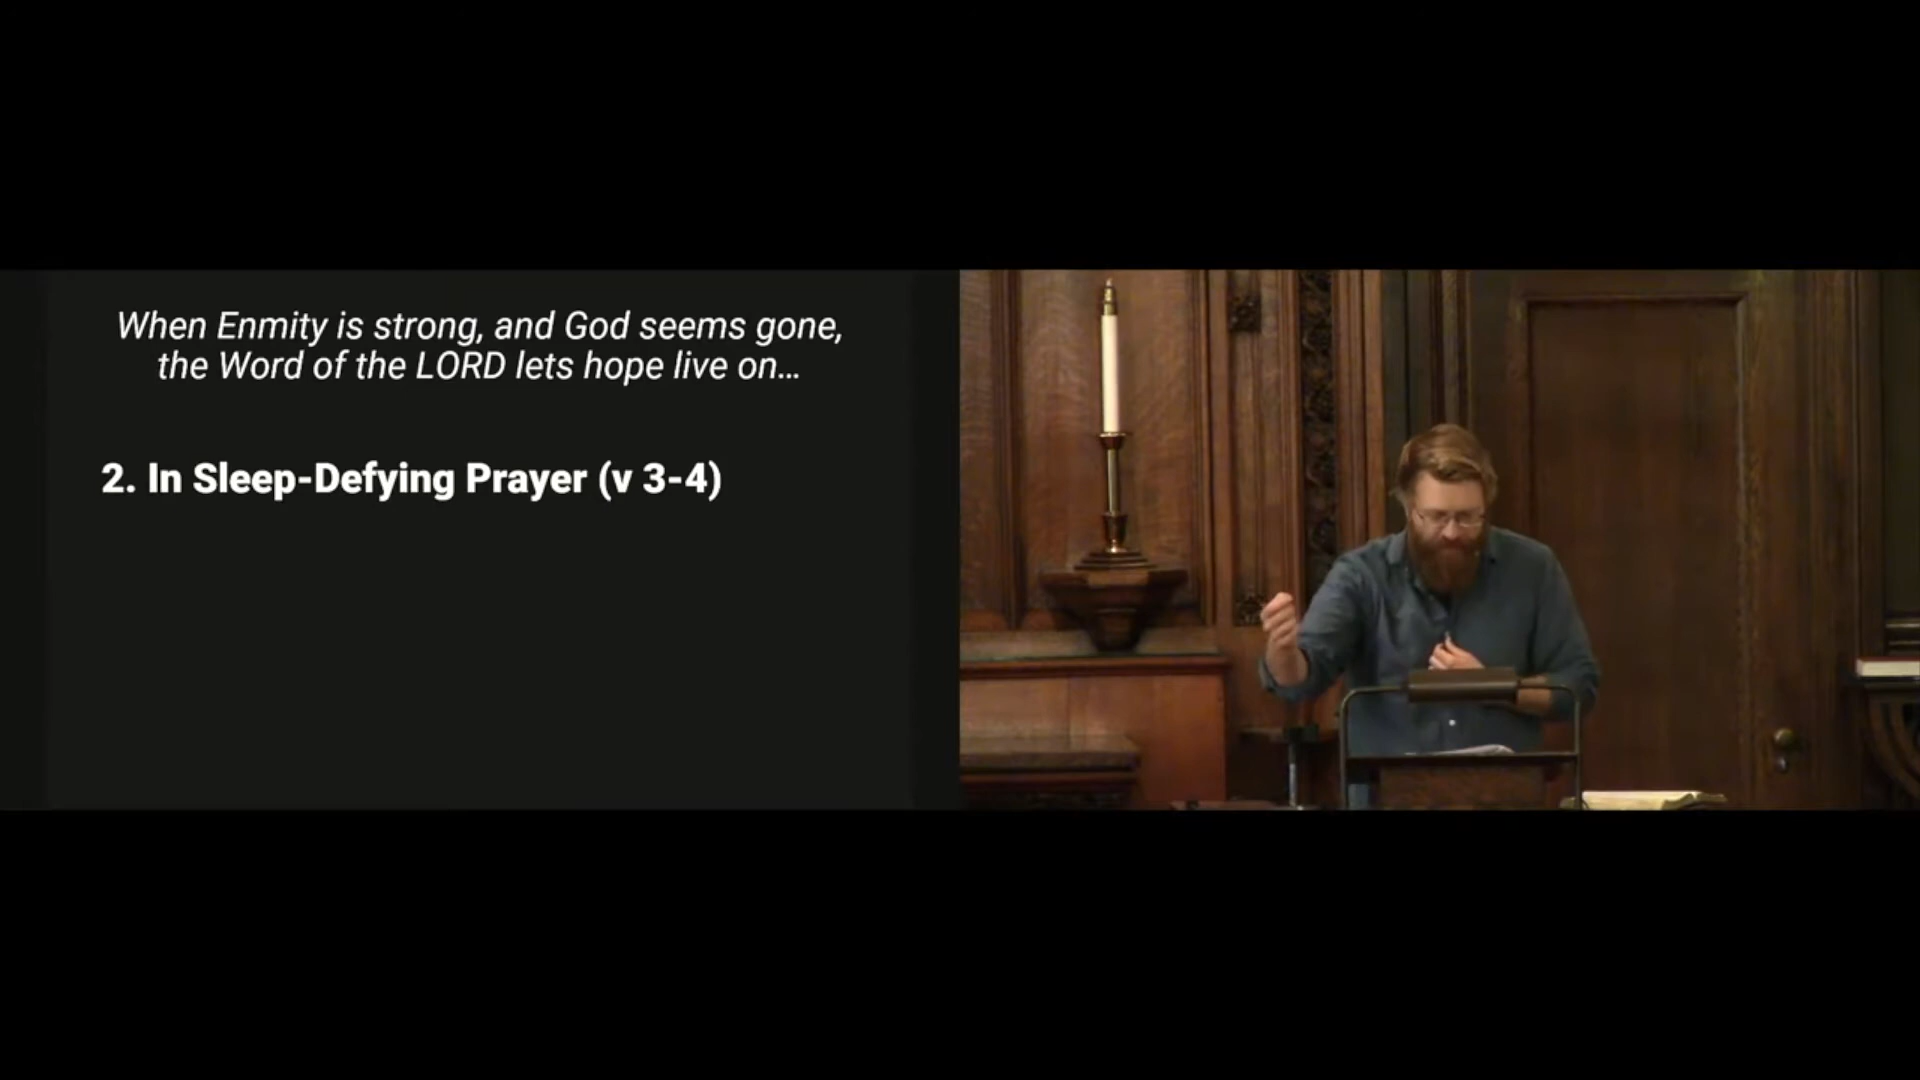 When Enmity is strong, and God seems gone,
the Word of the LORD lets hope live on...
2. In Sleep-Defying Prayer (v 3-4)